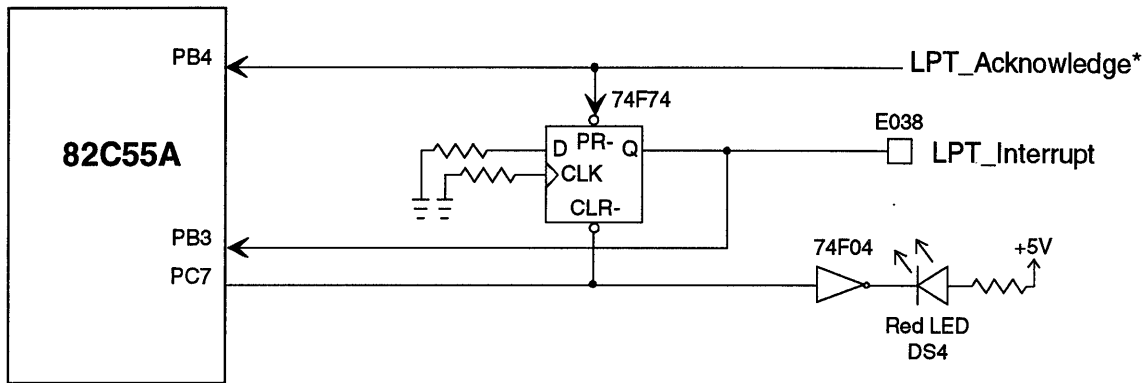 PB4
LPT_Acknowledge*
74F74
E038
82C55A
D PR- Q
LPT_Interrupt
CLK
CLR-
PB3
74F04
+5V
PC7
Red LED
DS4